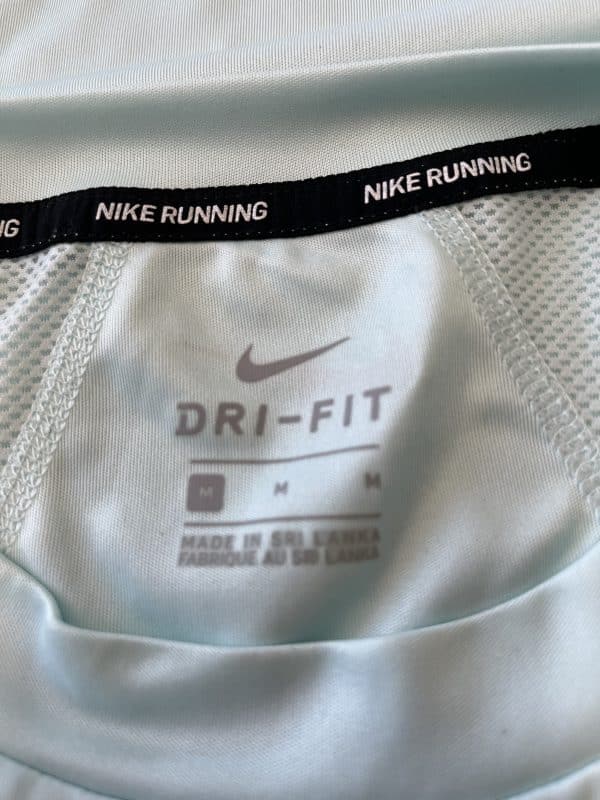 NIKE RUNNING
NIKE RUNNING
DRI-FIT
M M M
MADE IN SRI LANKA
FABRIQUE AU SRI LANKA